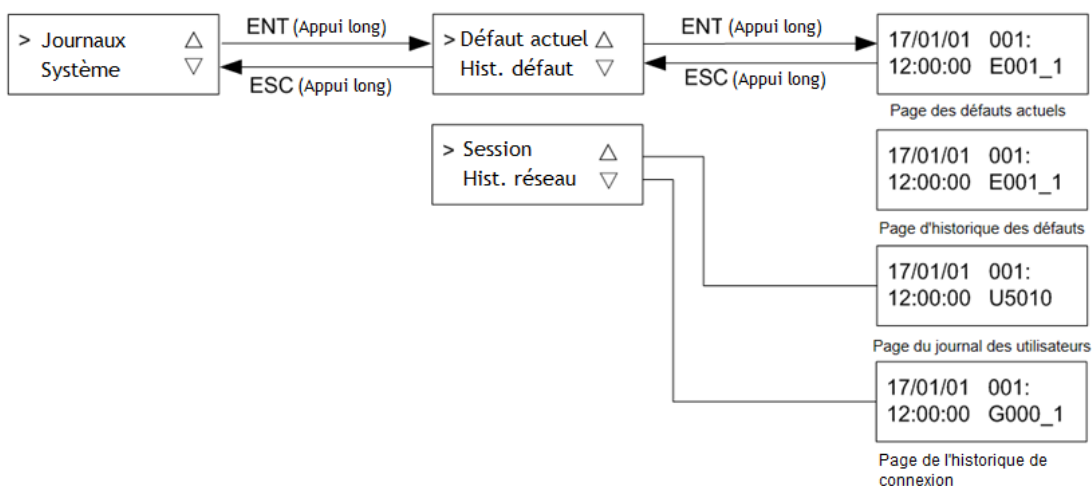 > Journaux △
Système ▽
ENT (Appui long)
ESC (Appui long)
> Défaut actuel △
Hist. défaut ▽
ENT (Appui long)
ESC (Appui long)
17/01/01 001:
12:00:00 E001_1
Page des défauts actuels
> Session △
Hist. réseau ▽
17/01/01 001:
12:00:00 E001_1
Page d'historique des défauts
17/01/01 001:
12:00:00 U5010
Page du journal des utilisateurs
17/01/01 001:
12:00:00 G000_1
Page de l'historique de
connexion